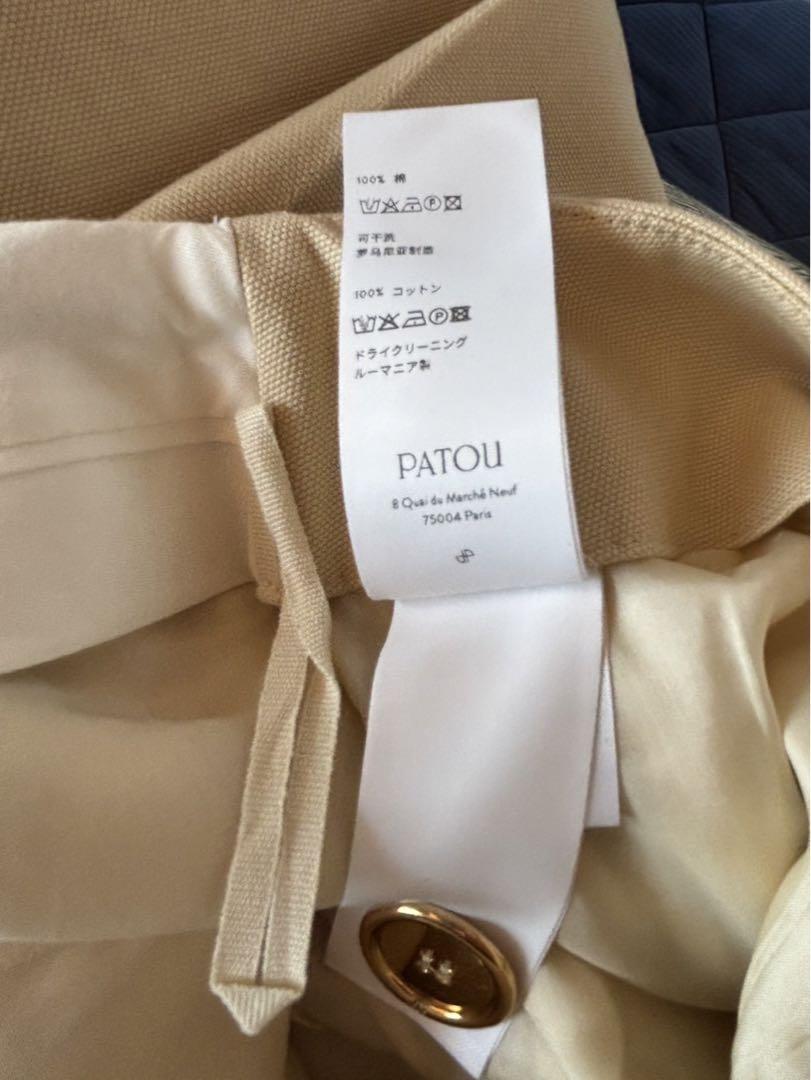 100% 棉
可干洗
罗马尼亚制造
100% コットン
ドライクリーニング
ルーマニア製
PATOU
8 Quai du Marché Neuf
75004 Paris